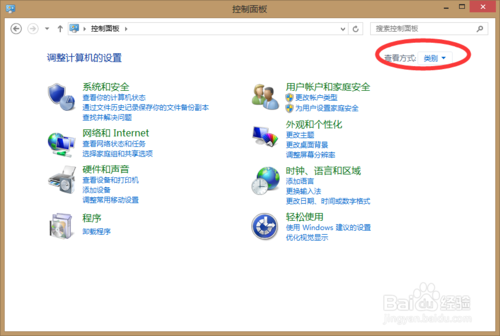 控制面板
控制面板
搜索控制面板
调整计算机的设置
查看方式: 类别
系统和安全
查看你的计算机状态
通过文件历史记录保存你的文件备份副本
查找并解决问题
网络和 Internet
查看网络状态和任务
选择家庭组和共享选项
硬件和声音
查看设备和打印机
添加设备
调整常用移动设置
程序
卸载程序
用户帐户和家庭安全
更改帐户类型
为用户设置家庭安全
外观和个性化
更改主题
更改桌面背景
调整屏幕分辨率
时钟、语言和区域
添加语言
更换输入法
更改日期、时间或数字格式
轻松使用
使用 Windows 建议的设置
优化视觉显示
Baidu 经验
jingyan.baidu.com